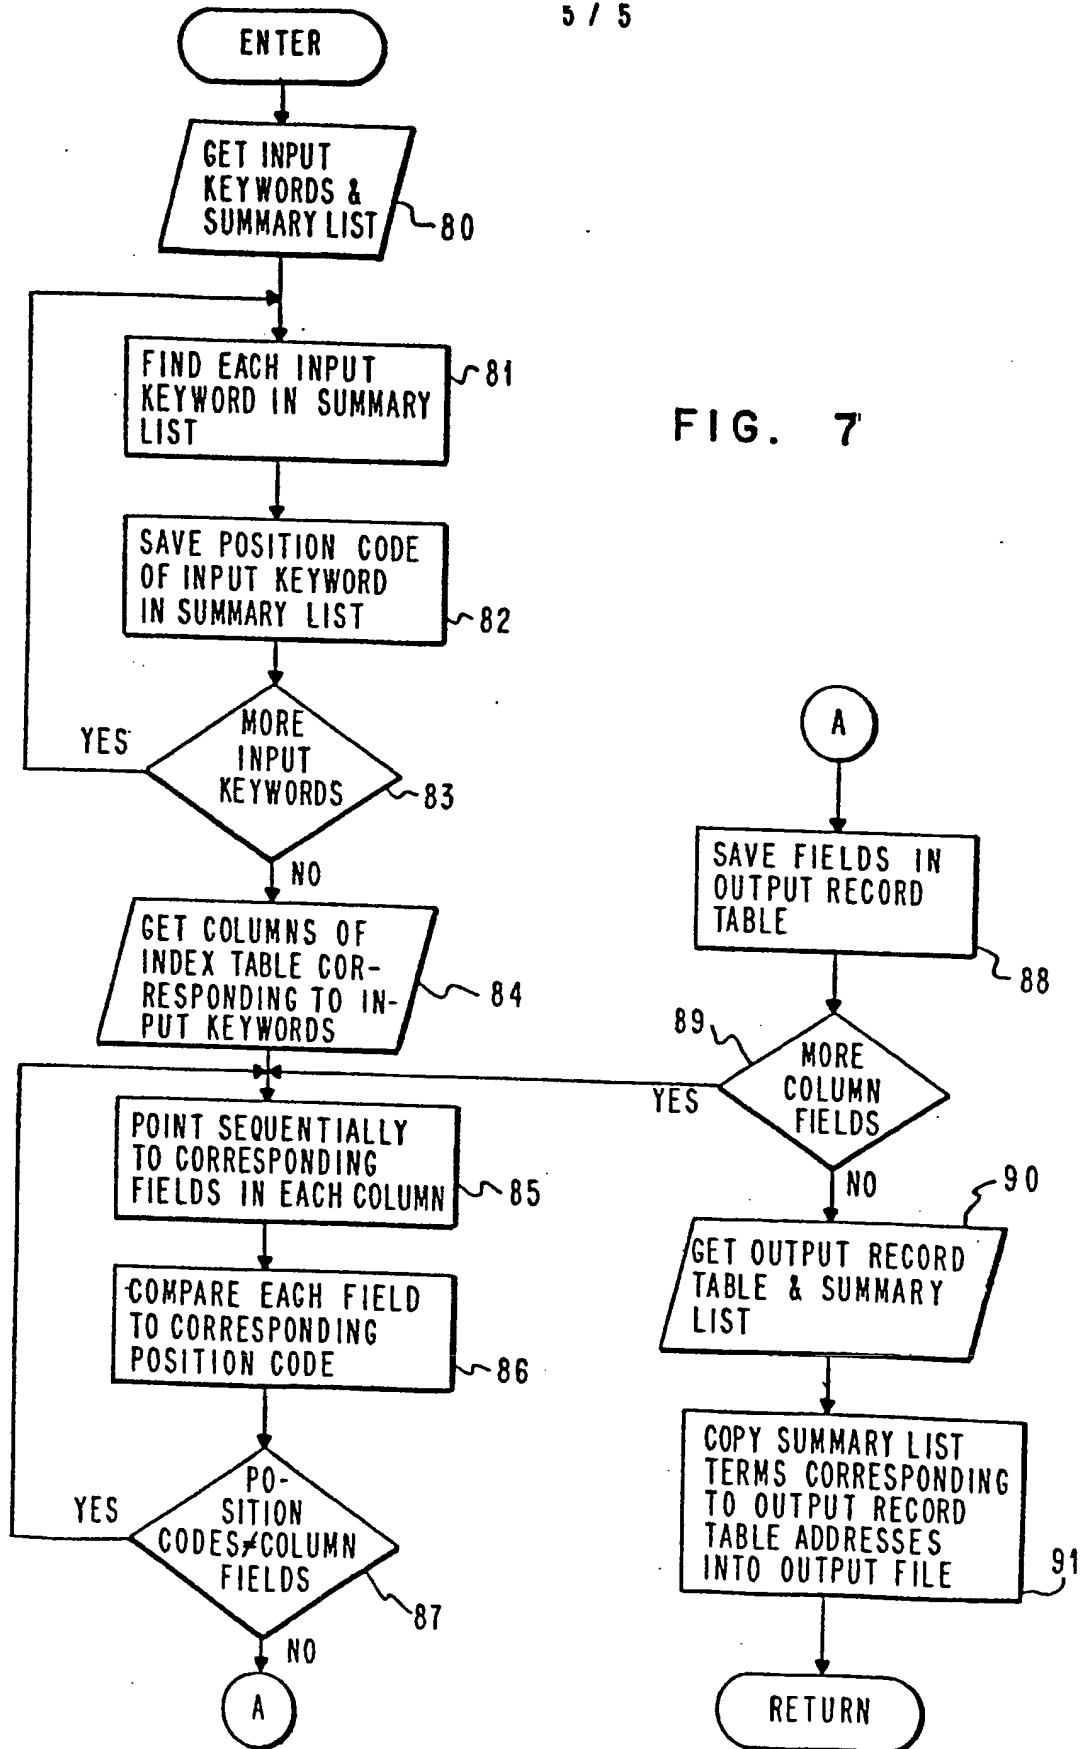 5 / 5
ENTER
GET INPUT
KEYWORDS &
SUMMARY LIST
80
FIND EACH INPUT
KEYWORD IN SUMMARY
LIST
81
FIG. 7
SAVE POSITION CODE
OF INPUT KEYWORD
IN SUMMARY LIST
82
MORE
INPUT
KEYWORDS
83
YES
NO
GET COLUMNS OF
INDEX TABLE COR-
RESPONDING TO IN-
PUT KEYWORDS
84
POINT SEQUENTIALLY
TO CORRESPONDING
FIELDS IN EACH COLUMN
85
COMPARE EACH FIELD
TO CORRESPONDING
POSITION CODE
86
PO-
SITION
CODES≠COLUMN
FIELDS
87
YES
NO
A
A
SAVE FIELDS IN
OUTPUT RECORD
TABLE
88
89
MORE
COLUMN
FIELDS
YES
NO
90
GET OUTPUT RECORD
TABLE & SUMMARY
LIST
COPY SUMMARY LIST
TERMS CORRESPONDING
TO OUTPUT RECORD
TABLE ADDRESSES
INTO OUTPUT FILE
91
RETURN